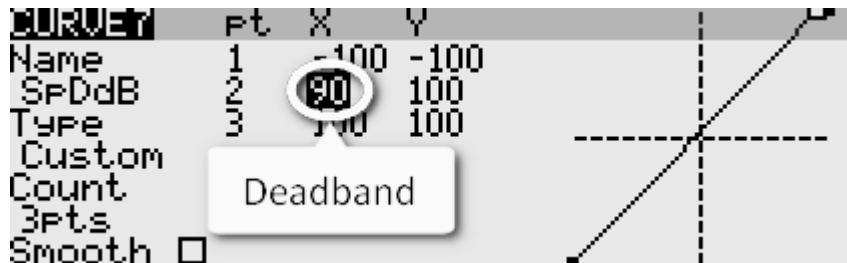 CURVE7 pt X Y
Name 1 -100 -100
SpDdB 2 90 100
Type 3 100 100
Custom
Count
Deadband
3pts
Smooth